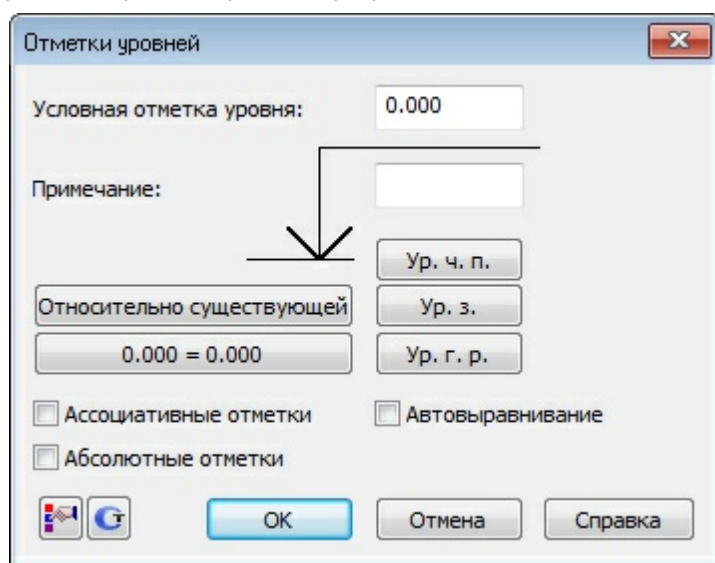 Отметки уровней
Условная отметка уровня:
0.000
Примечание:
Ур. ч. п.
Относительно существующей
Ур. з.
0.000 = 0.000
Ур. г. р.
Ассоциативные отметки
Автовыравнивание
Абсолютные отметки
ОК
Отмена
Справка